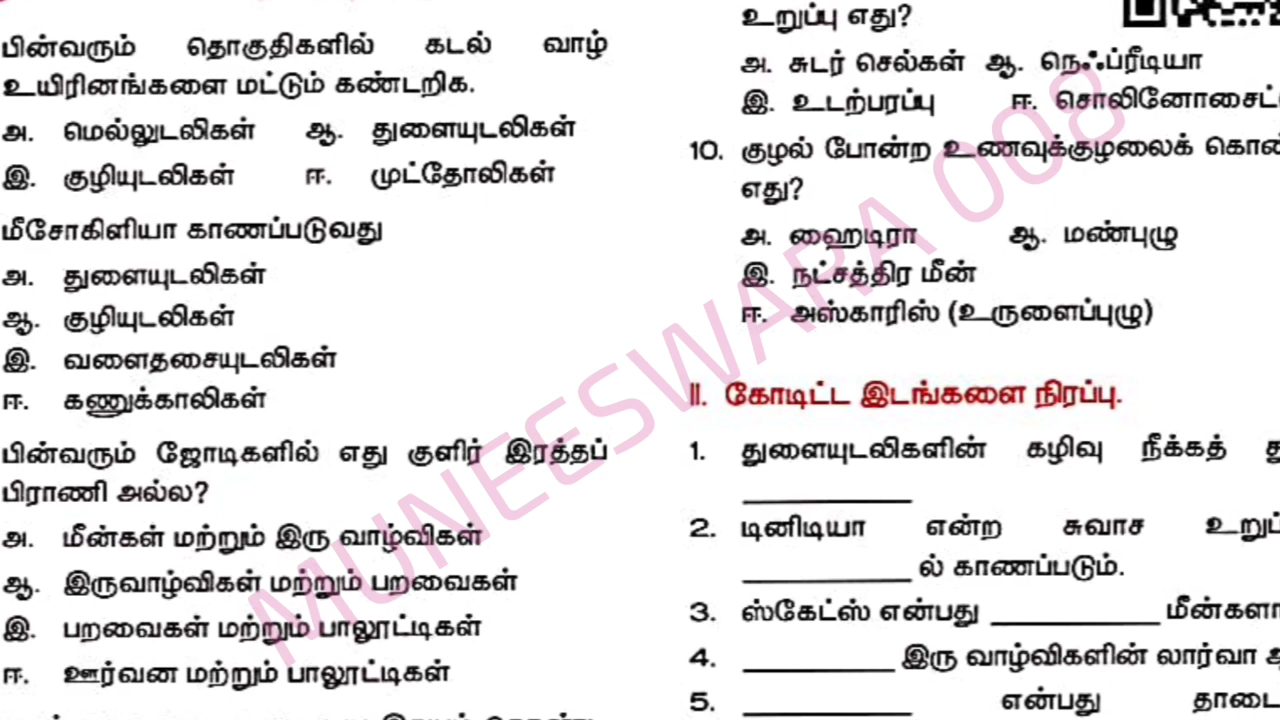 பின்வரும் தொகுதிகளில் கடல் வாழ்
உயிரினங்களை மட்டும் கண்டறிக.
அ. மெல்லுடலிகள் ஆ. துளையுடலிகள்
இ. குழியுடலிகள் ஈ. முட்தோலிகள்
மீசோகிளியா காணப்படுவது
அ. துளையுடலிகள்
ஆ. குழியுடலிகள்
இ. வளைதசையுடலிகள்
ஈ. கணுக்காலிகள்
பின்வரும் ஜோடிகளில் எது குளிர் இரத்தப்
பிராணி அல்ல?
அ. மீன்கள் மற்றும் இரு வாழ்விகள்
ஆ. இருவாழ்விகள் மற்றும் பறவைகள்
இ. பறவைகள் மற்றும் பாலூட்டிகள்
ஈ. ஊர்வன மற்றும் பாலூட்டிகள்
உறுப்பு எது?
அ. சுடர் செல்கள் ஆ. நெஃப்ரீடியா
இ. உடற்பரப்பு ஈ. சொலினோசைட்
10. குழல் போன்ற உணவுக்குழலைக் கொண்
எது?
அ. ஹைடிரா ஆ. மண்புழு
இ. நட்சத்திர மீன்
ஈ. அஸ்காரிஸ் (உருளைப்புழு)
II. கோடிட்ட இடங்களை நிரப்பு.
1. துளையுடலிகளின் கழிவு நீக்கத்
__________
2. டினிடியா என்ற சுவாச உறுப்
__________ ல் காணப்படும்.
3. ஸ்கேட்ஸ் என்பது __________ மீன்களா
4. __________ இரு வாழ்விகளின் லார்வா
5. __________ என்பது தாடை
MUNEESWARA 008